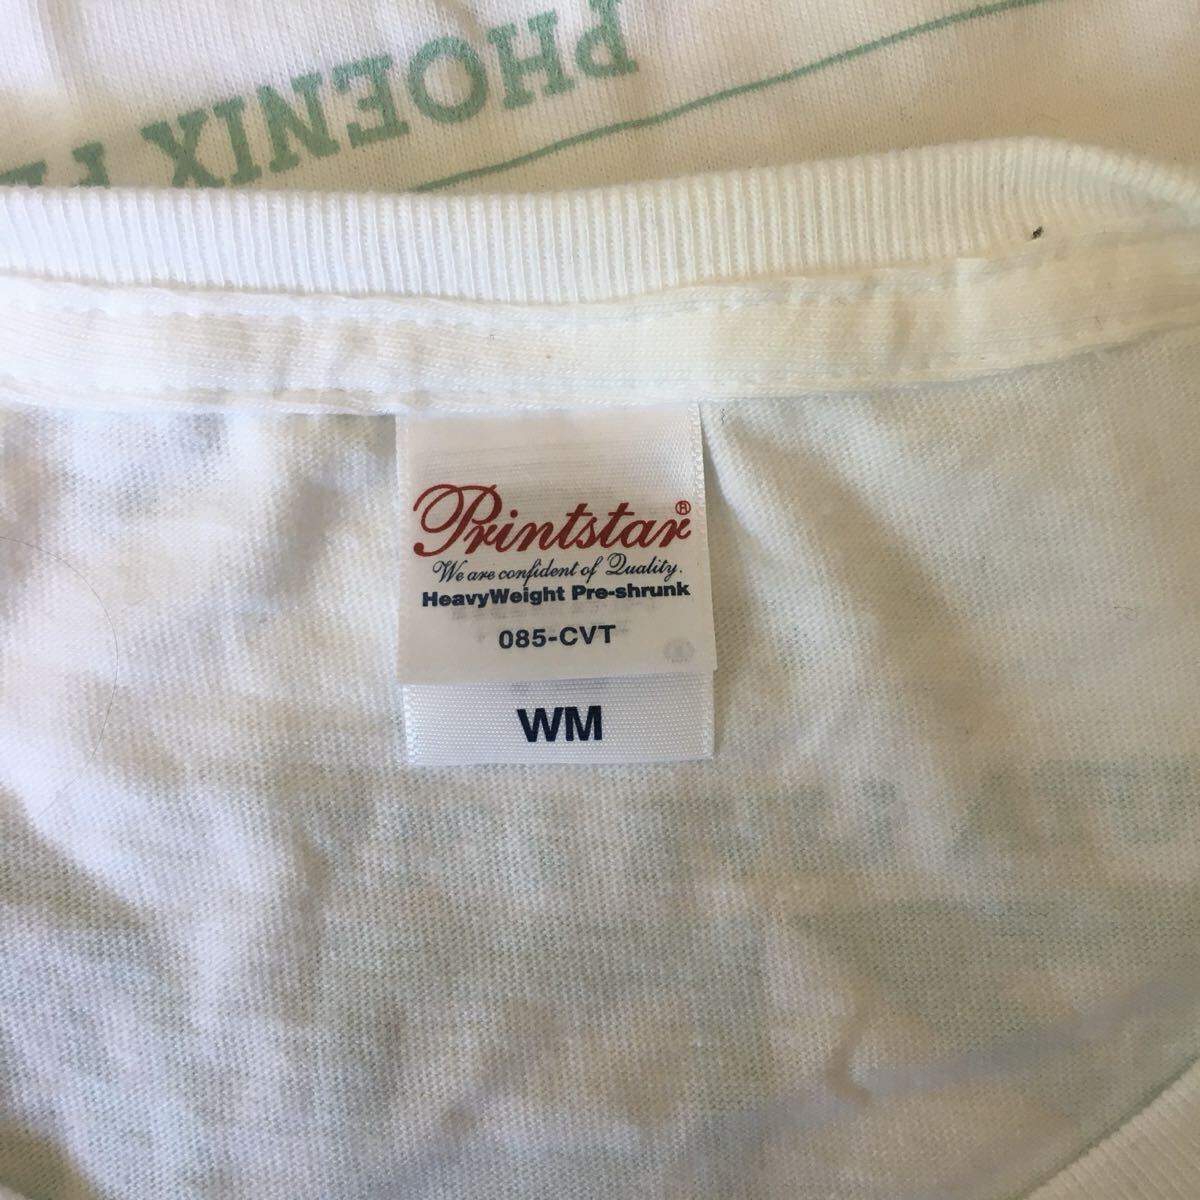 PHOENIX
Printstar®
We are confident of Quality.
HeavyWeight Pre-shrunk
085-CVT
WM